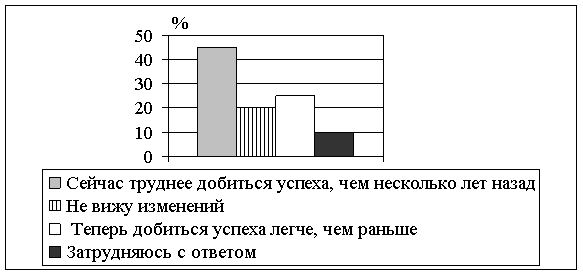 %
50
40
30
20
10
0
Сейчас труднее добиться успеха, чем несколько лет назад
Не вижу изменений
Теперь добиться успеха легче, чем раньше
Затрудняюсь с ответом